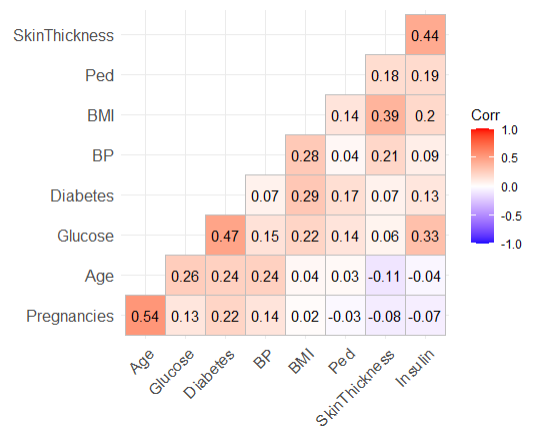 SkinThickness 0.44
Ped 0.18 0.19
BMI 0.14 0.39 0.2
BP 0.28 0.04 0.21 0.09
Diabetes 0.07 0.29 0.17 0.07 0.13
Glucose 0.47 0.15 0.22 0.14 0.06 0.33
Age 0.26 0.24 0.24 0.04 0.03 -0.11 -0.04
Pregnancies 0.54 0.13 0.22 0.14 0.02 -0.03 -0.08 -0.07
Age Glucose Diabetes BP BMI Ped SkinThickness Insulin
Corr
1.0
0.5
0.0
-0.5
-1.0